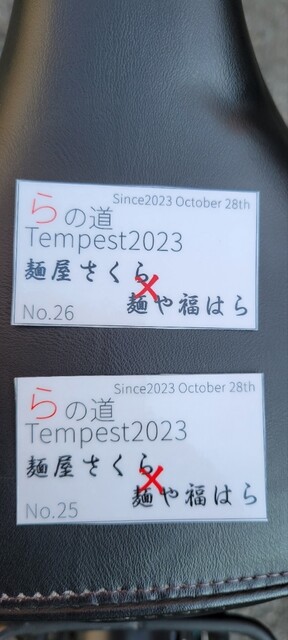 Since2023 October 28th
らの道
Tempest2023
麺屋さくら
×
麺や福はら
No.26
Since2023 October 28th
らの道
Tempest2023
麺屋さくら
×
麺や福はら
No.25